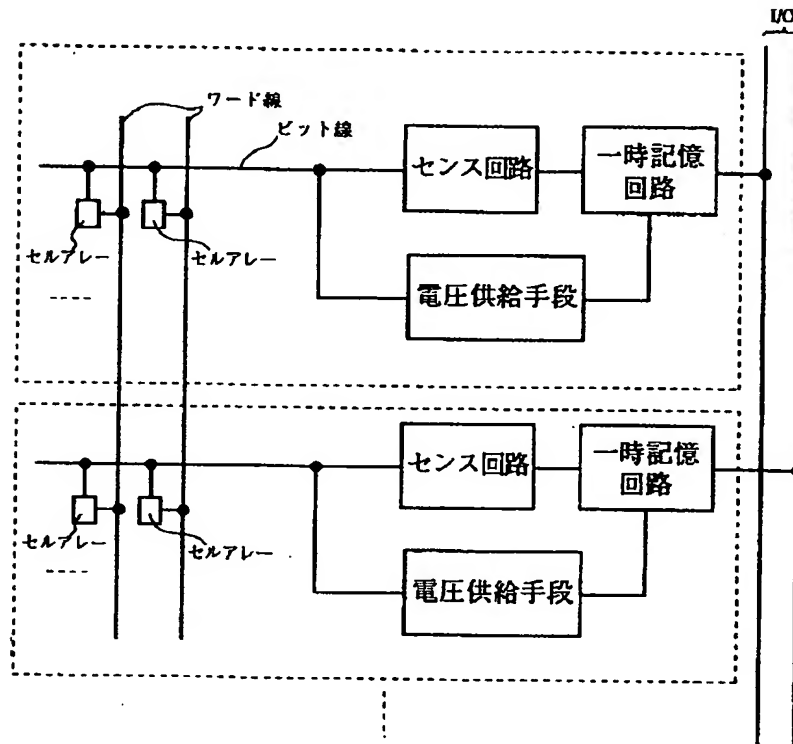 I/O
ワード線
ビット線
センス回路
一時記憶
回路
セルアレー
セルアレー
電圧供給手段
センス回路
一時記憶
回路
セルアレー
セルアレー
電圧供給手段